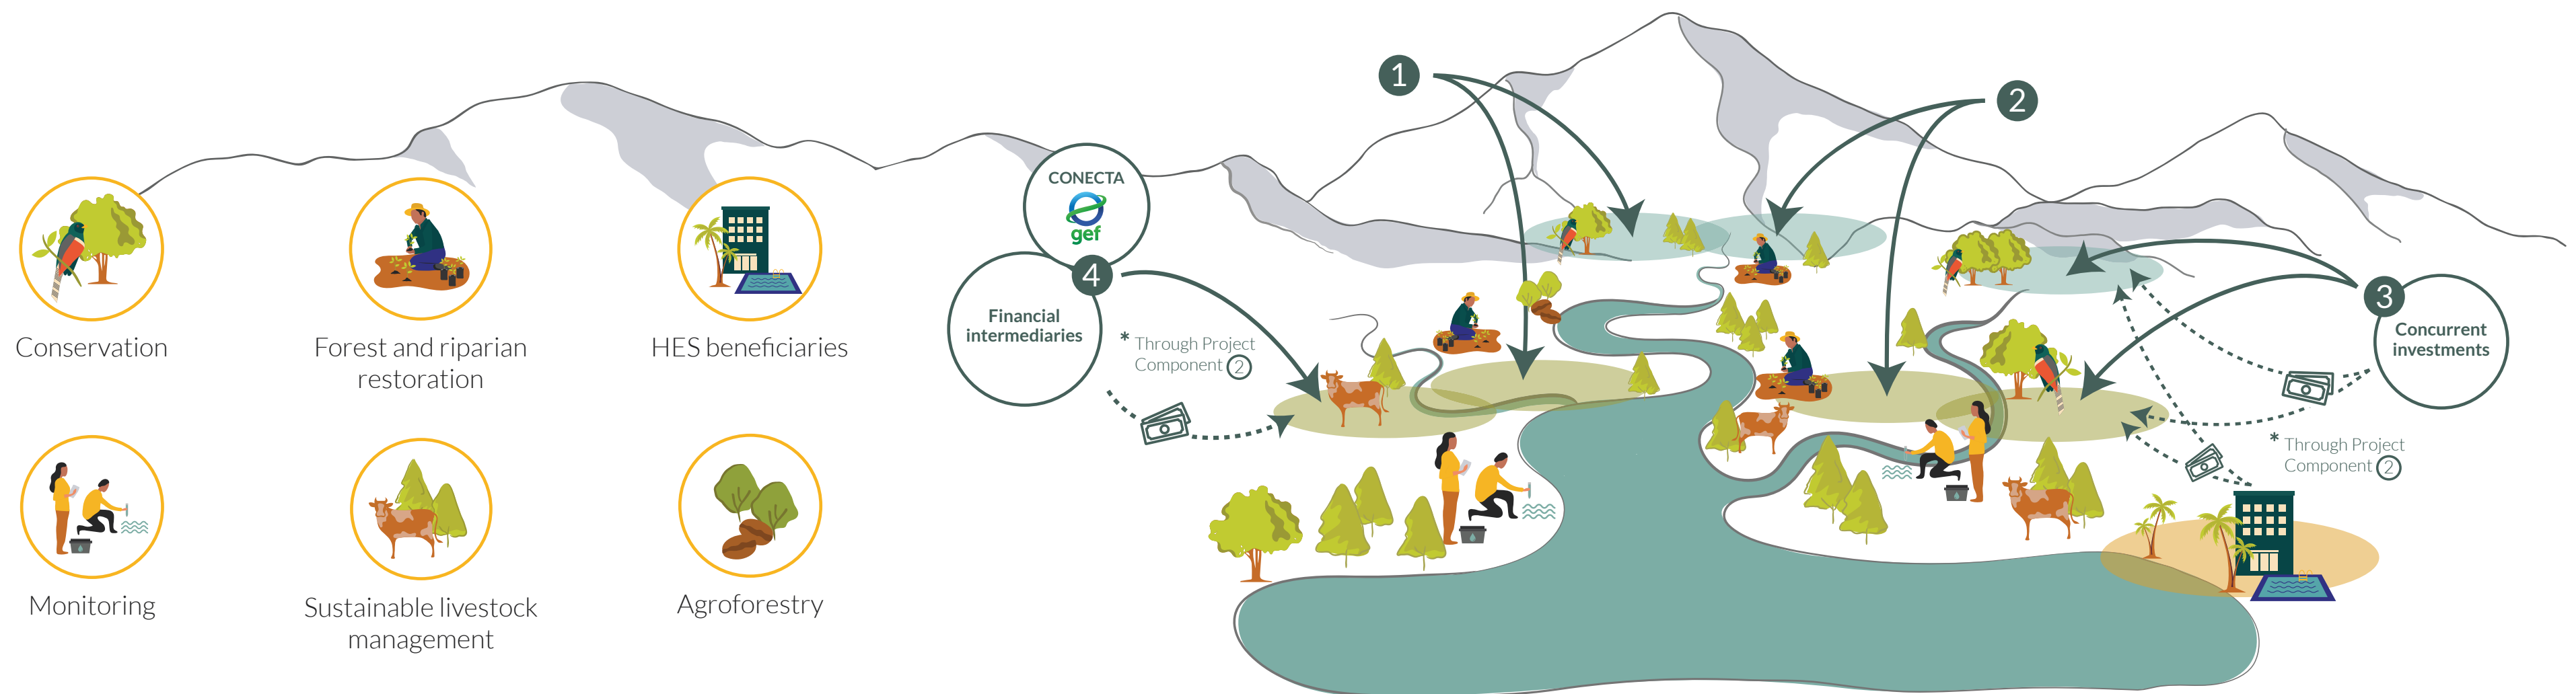 Conservation
Forest and riparian
restoration
HES beneficiaries
Monitoring
Sustainable livestock
management
Agroforestry
CONECTA
gef
4
Financial
intermediaries
* Through Project
Component 2
1
2
3
Concurrent
investments
* Through Project
Component 2